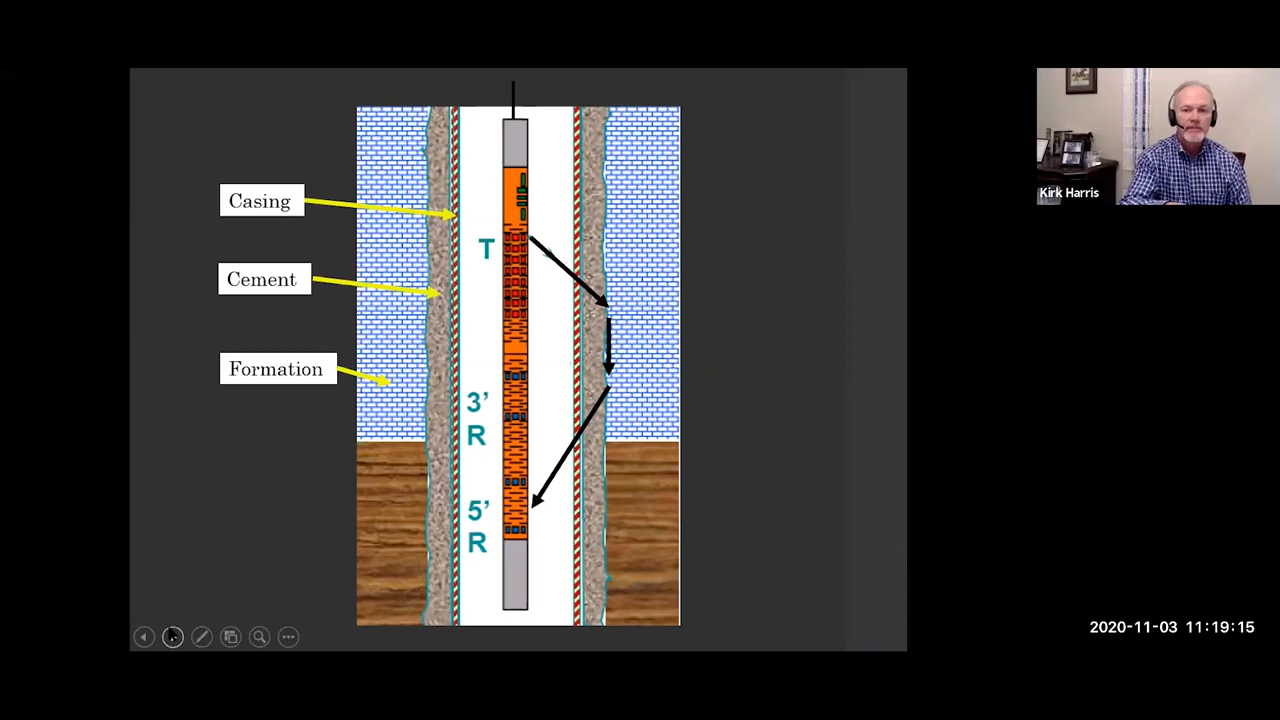 Casing
T
Cement
Formation
3’
R
5’
R
Kirk Harris
2020-11-03 11:19:15